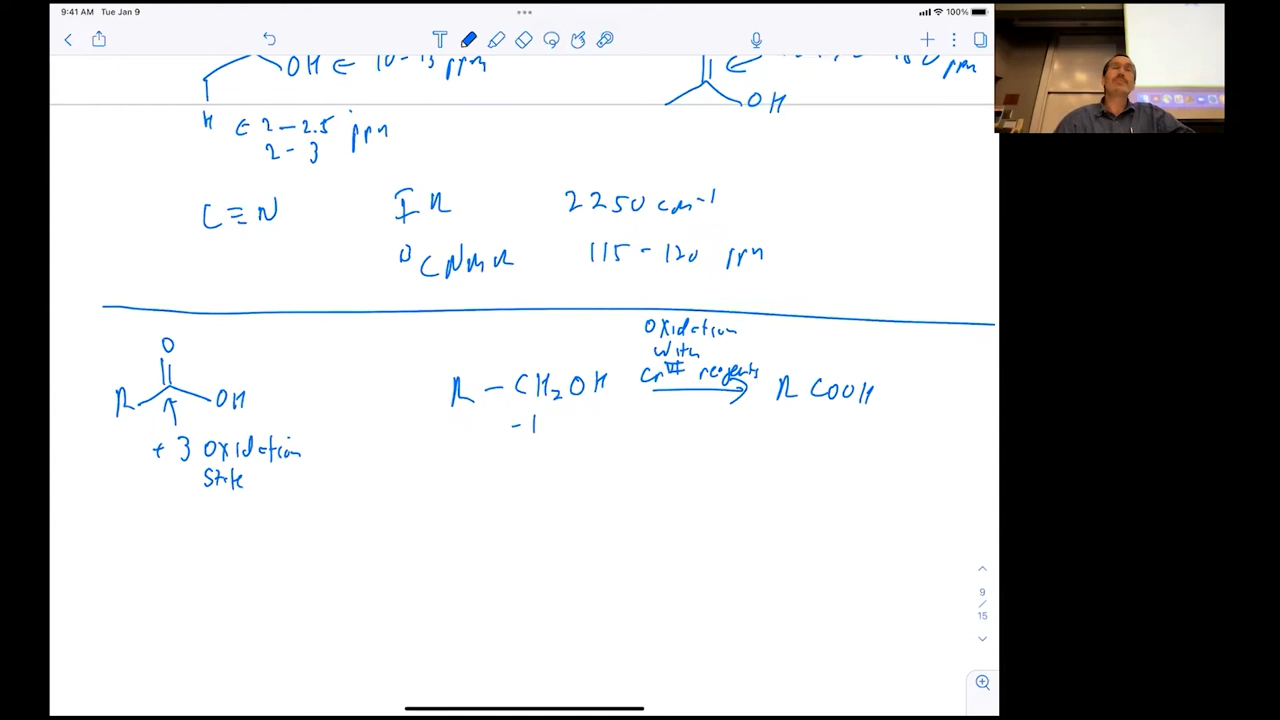 9:41 AM Tue Jan 9
100%
OH ∈ 10-13 ppm
ppm
OH
H ∈ 2-2.5 ppm
2-3
C≡N IR 2250 cm-1
13CNMR 115-120 ppm
O
R OH
+3 Oxidation
State
Oxidation
with
CrVI reagents
R-CH2OH → RCOOH
-1
9
/
15